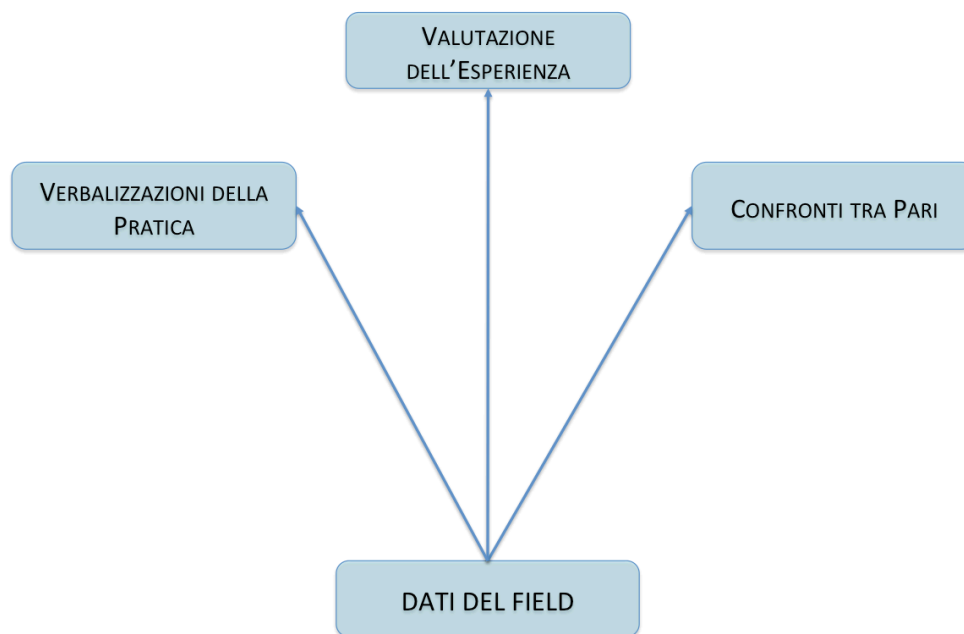 Valutazione
dell’Esperienza
Verbalizzazioni della
Pratica
Confronti tra Pari
DATI DEL FIELD